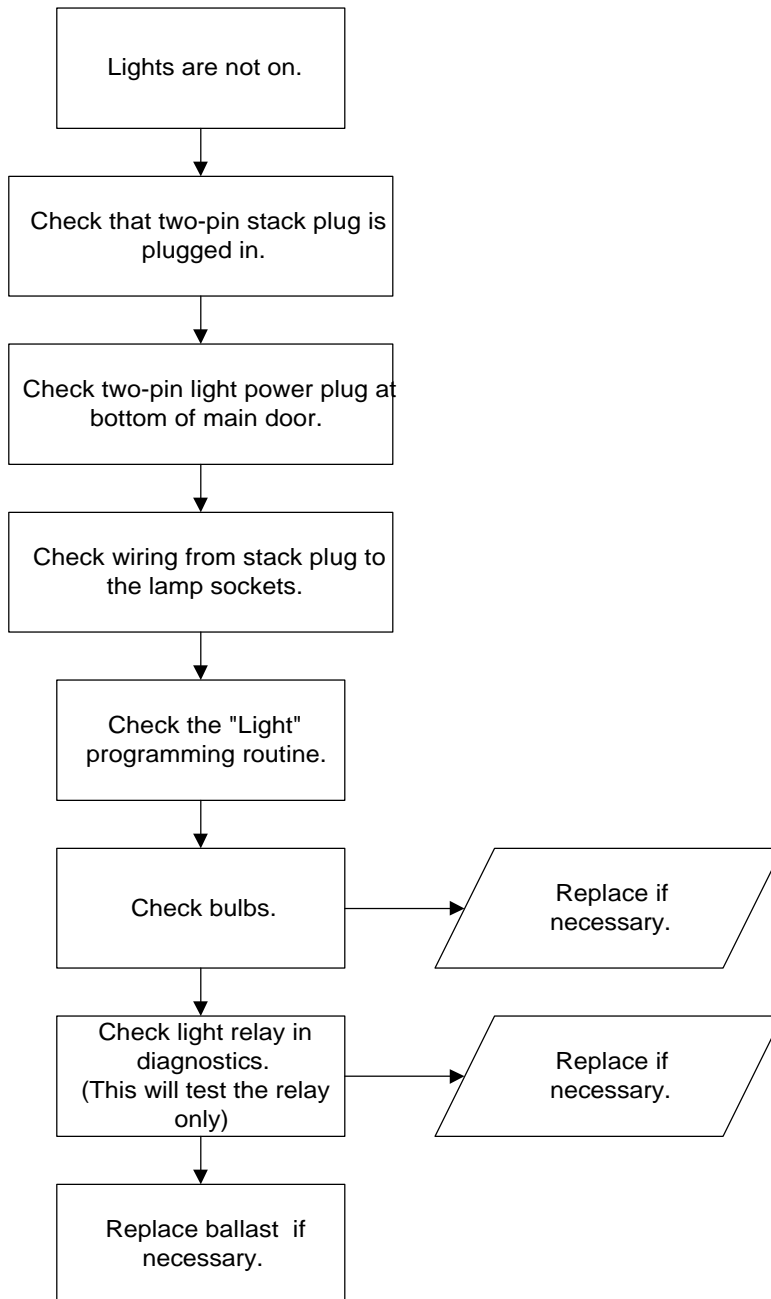 Lights are not on.
Check that two-pin stack plug is
plugged in.
Check two-pin light power plug at
bottom of main door.
Check wiring from stack plug to
the lamp sockets.
Check the "Light"
programming routine.
Check bulbs.
Replace if
necessary.
Check light relay in
diagnostics.
(This will test the relay
only)
Replace if
necessary.
Replace ballast  if
necessary.